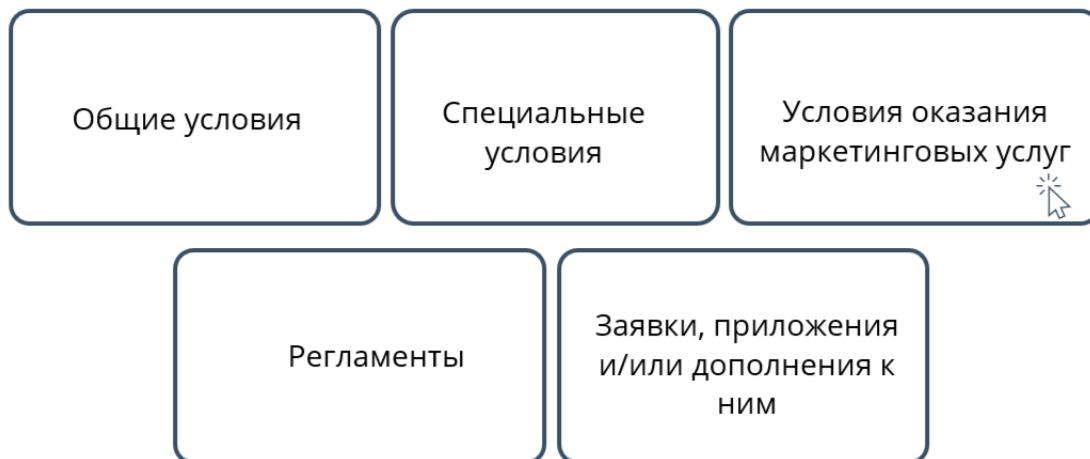 Общие условия
Специальные
условия
Условия оказания
маркетинговых услуг
Регламенты
Заявки, приложения
и/или дополнения к
ним